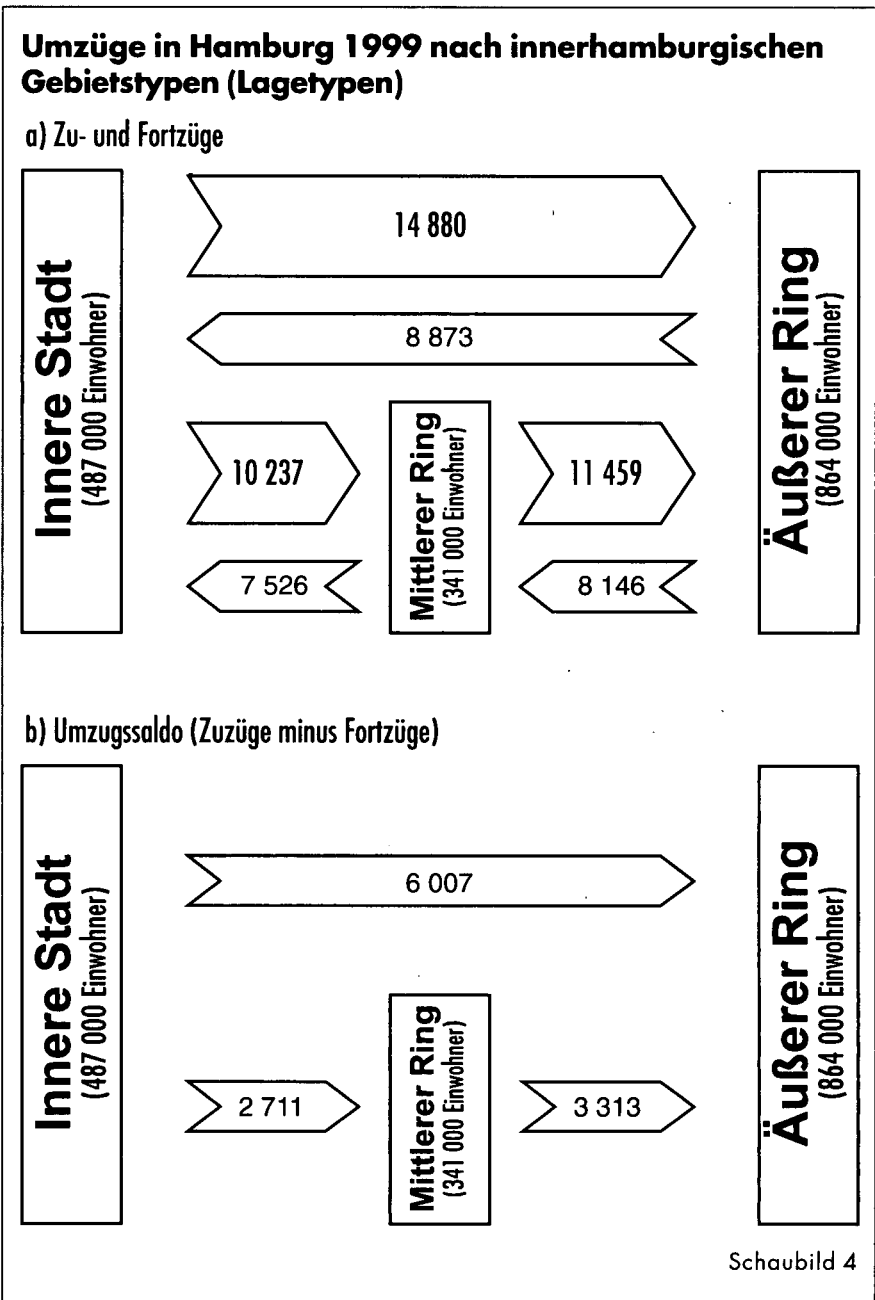 Umzüge in Hamburg 1999 nach innerhamburgischen
Gebietstypen (Lagetypen)
a) Zu- und Fortzüge
Innere Stadt
(487 000 Einwohner)
14 880
8 873
10 237
7 526
Mittlerer Ring
(341 000 Einwohner)
11 459
8 146
Äußerer Ring
(864 000 Einwohner)
b) Umzugssaldo (Zuzüge minus Fortzüge)
Innere Stadt
(487 000 Einwohner)
6 007
2 711
Mittlerer Ring
(341 000 Einwohner)
3 313
Äußerer Ring
(864 000 Einwohner)
Schaubild 4